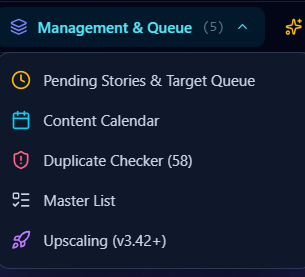 Management & Queue (5)
Pending Stories & Target Queue
Content Calendar
Duplicate Checker (58)
Master List
Upscaling (v3.42+)